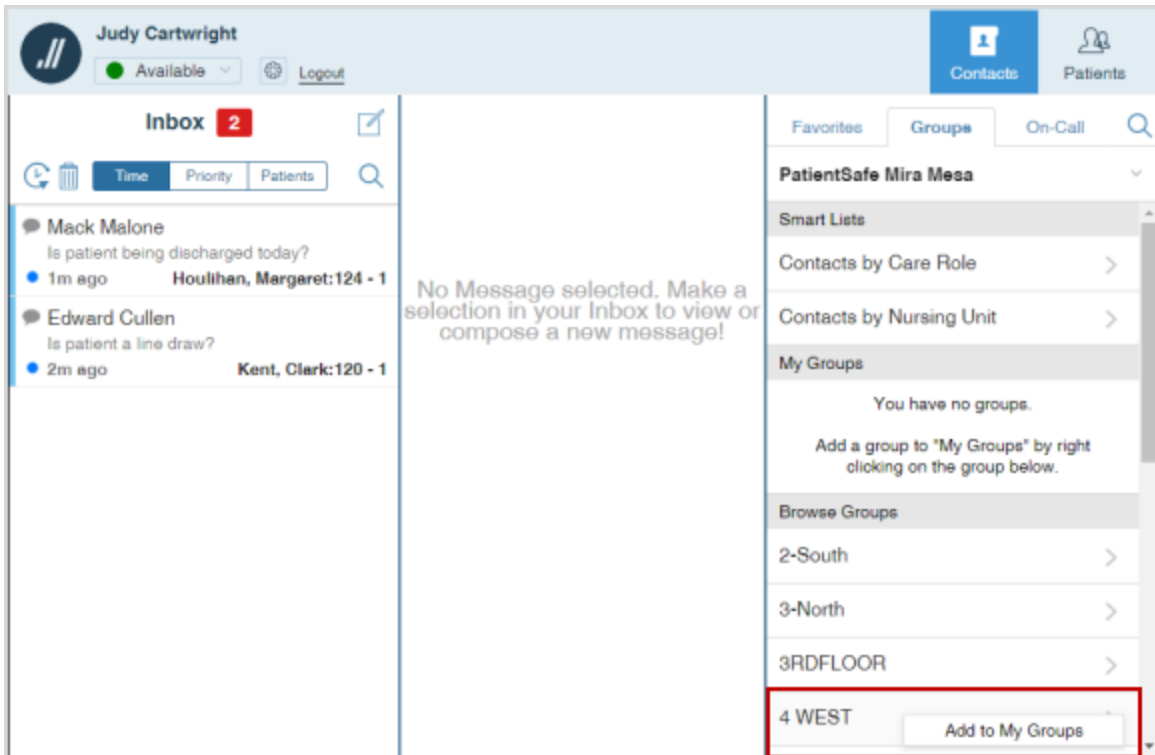 Judy Cartwright
Available
Logout
Contacts
Patients
Inbox 2
Time
Priority
Patients
Mack Malone
Is patient being discharged today?
1m ago Houlihan, Margaret:124 - 1
Edward Cullen
Is patient a line draw?
2m ago Kent, Clark:120 - 1
No Message selected. Make a
selection in your Inbox to view or
compose a new message!
Favorites
Groups
On-Call
PatientSafe Mira Mesa
Smart Lists
Contacts by Care Role
Contacts by Nursing Unit
My Groups
You have no groups.
Add a group to "My Groups" by right
clicking on the group below.
Browse Groups
2-South
3-North
3RDFLOOR
4 WEST
Add to My Groups